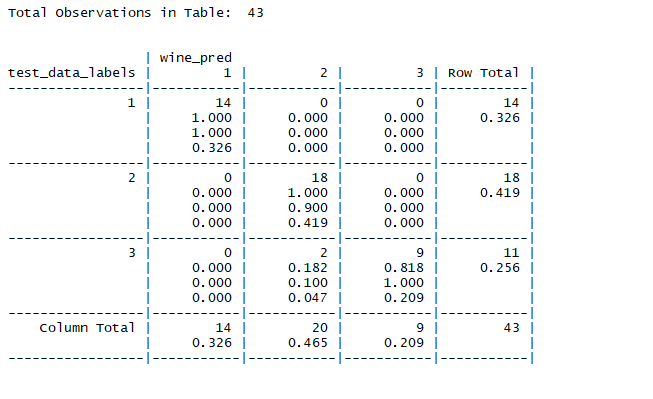 Total Observations in Table:  43
                 | wine_pred
test_data_labels |         1 |         2 |         3 | Row Total |
-----------------|-----------|-----------|-----------|-----------|
               1 |        14 |         0 |         0 |        14 |
                 |     1.000 |     0.000 |     0.000 |     0.326 |
                 |     1.000 |     0.000 |     0.000 |           |
                 |     0.326 |     0.000 |     0.000 |           |
-----------------|-----------|-----------|-----------|-----------|
               2 |         0 |        18 |         0 |        18 |
                 |     0.000 |     1.000 |     0.000 |     0.419 |
                 |     0.000 |     0.900 |     0.000 |           |
                 |     0.000 |     0.419 |     0.000 |           |
-----------------|-----------|-----------|-----------|-----------|
               3 |         0 |         2 |         9 |        11 |
                 |     0.000 |     0.182 |     0.818 |     0.256 |
                 |     0.000 |     0.100 |     1.000 |           |
                 |     0.000 |     0.047 |     0.209 |           |
-----------------|-----------|-----------|-----------|-----------|
    Column Total |        14 |        20 |         9 |        43 |
                 |     0.326 |     0.465 |     0.209 |           |
-----------------|-----------|-----------|-----------|-----------|